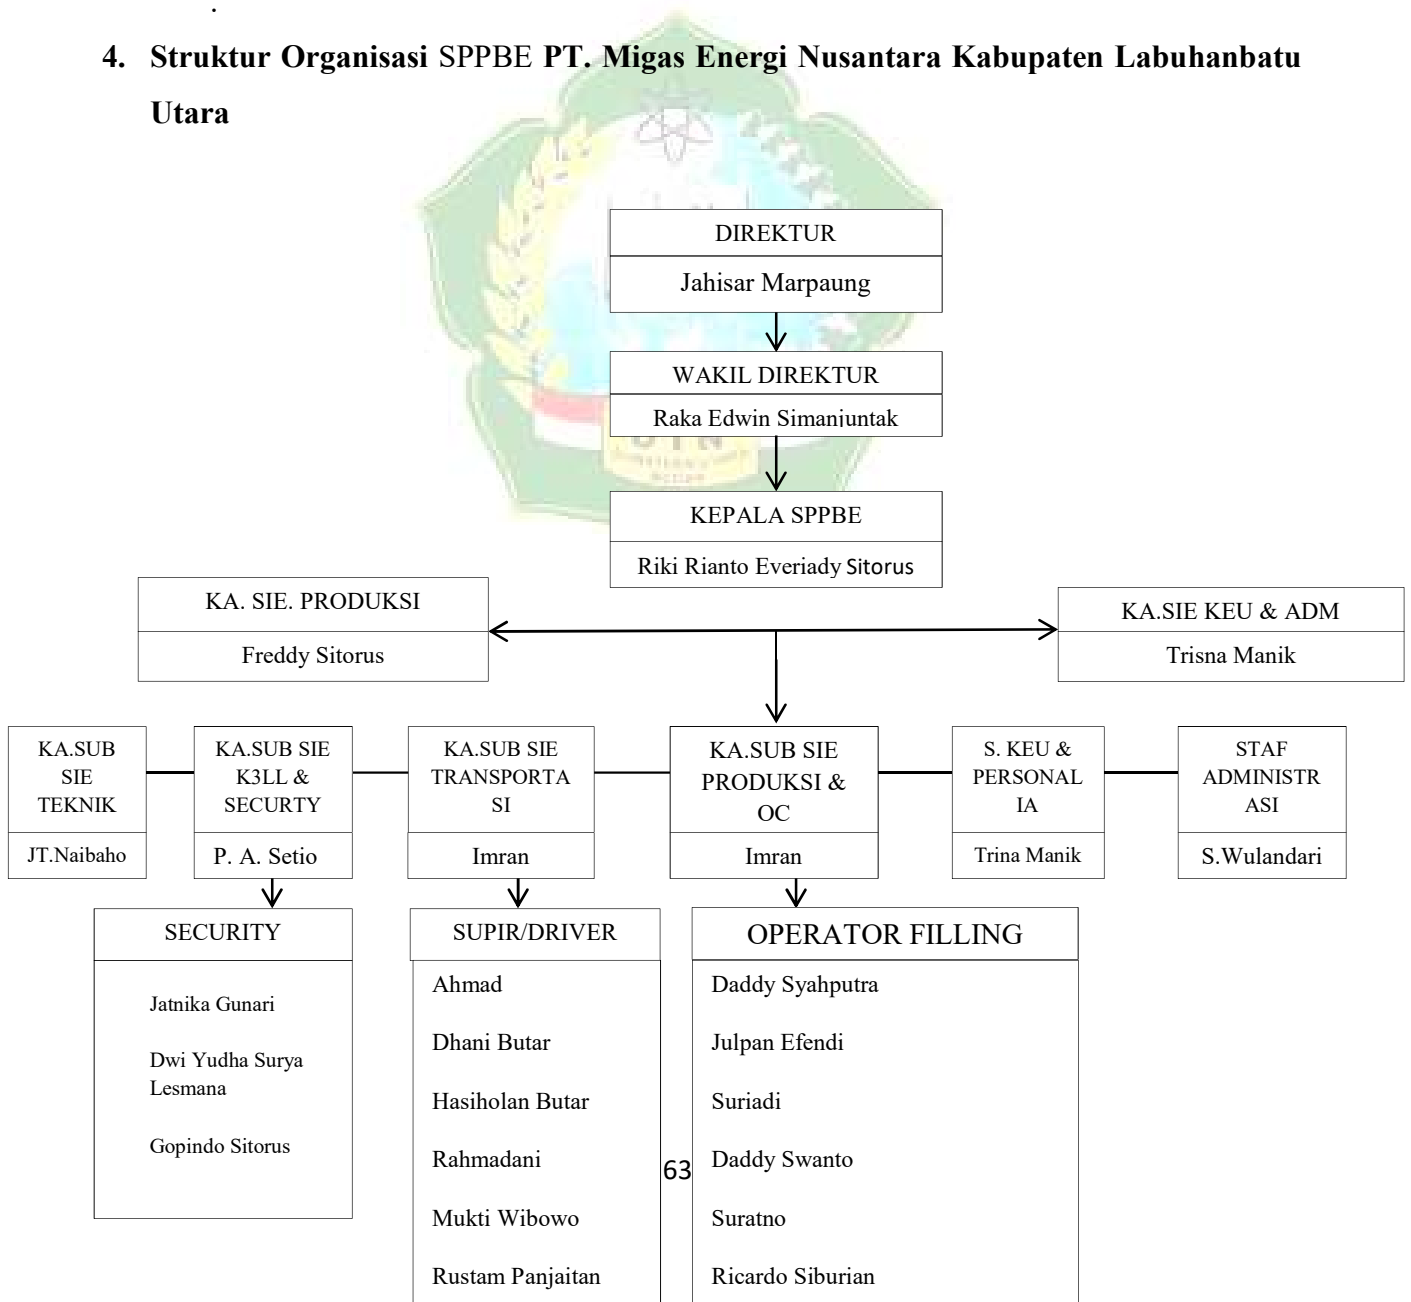 .
4. Struktur Organisasi SPPBE PT. Migas Energi Nusantara Kabupaten Labuhanbatu
Utara
DIREKTUR
Jahisar Marpaung
WAKIL DIREKTUR
Raka Edwin Simanjuntak
KEPALA SPPBE
Riki Rianto Everiady Sitorus
KA. SIE. PRODUKSI
Freddy Sitorus
KA.SIE KEU & ADM
Trisna Manik
KA.SUB
SIE
TEKNIK
JT.Naibaho
KA.SUB SIE
K3LL &
SECURTY
P. A. Setio
KA.SUB SIE
TRANSPORTA
SI
Imran
KA.SUB SIE
PRODUKSI &
OC
Imran
S. KEU &
PERSONAL
IA
Trina Manik
STAF
ADMINISTR
ASI
S.Wulandari
SECURITY
Jatnika Gunari
Dwi Yudha Surya
Lesmana
Gopindo Sitorus
SUPIR/DRIVER
Ahmad
Dhani Butar
Hasiholan Butar
Rahmadani
Mukti Wibowo
Rustam Panjaitan
OPERATOR FILLING
Daddy Syahputra
Julpan Efendi
Suriadi
Daddy Swanto
Suratno
Ricardo Siburian
63